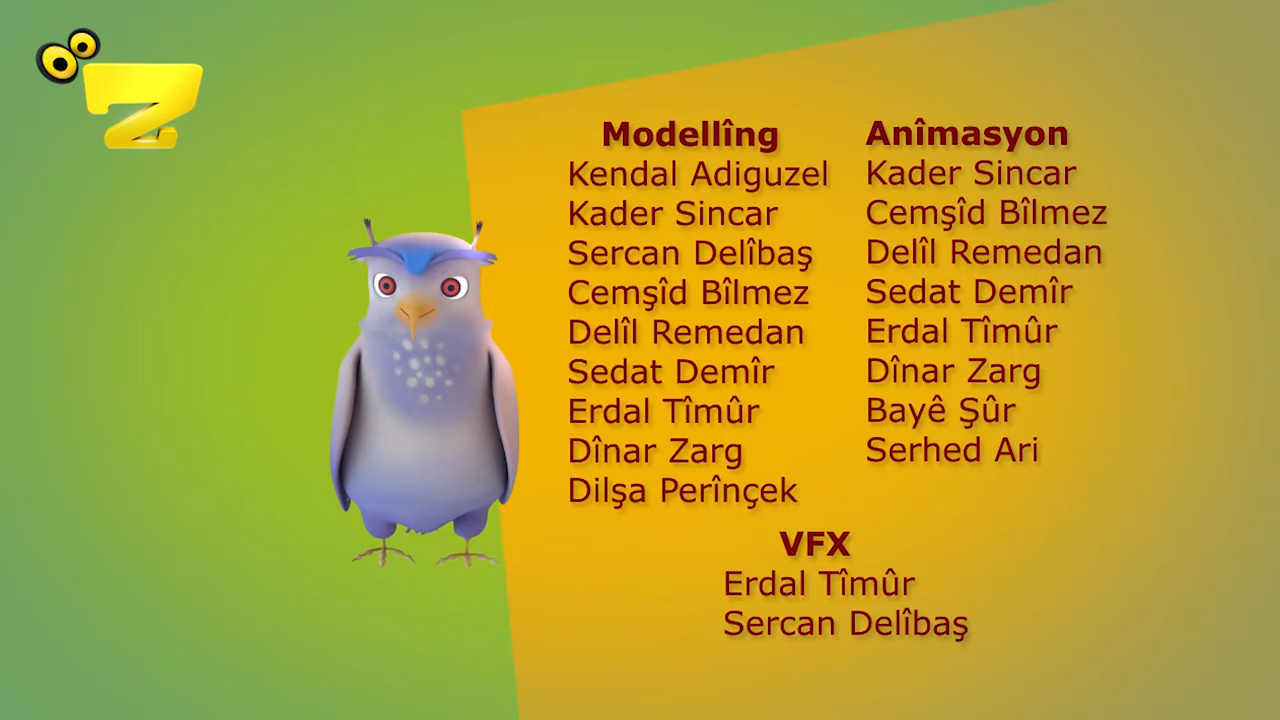 Z
Modellîng
Kendal Adiguzel
Kader Sincar
Sercan Delîbaş
Cemşîd Bîlmez
Delîl Remedan
Sedat Demîr
Erdal Tîmûr
Dînar Zarg
Dilşa Perînçek
Anîmasyon
Kader Sincar
Cemşîd Bîlmez
Delîl Remedan
Sedat Demîr
Erdal Tîmûr
Dînar Zarg
Bayê Şûr
Serhed Ari
VFX
Erdal Tîmûr
Sercan Delîbaş